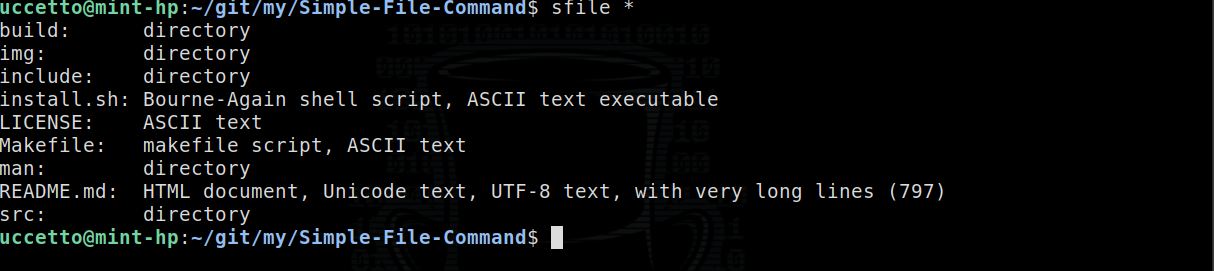 uccetto@mint-hp:~/git/my/Simple-File-Command$ sfile *
build:      directory
img:        directory
include:    directory
install.sh: Bourne-Again shell script, ASCII text executable
LICENSE:    ASCII text
Makefile:   makefile script, ASCII text
man:        directory
README.md:  HTML document, Unicode text, UTF-8 text, with very long lines (797)
src:        directory
uccetto@mint-hp:~/git/my/Simple-File-Command$